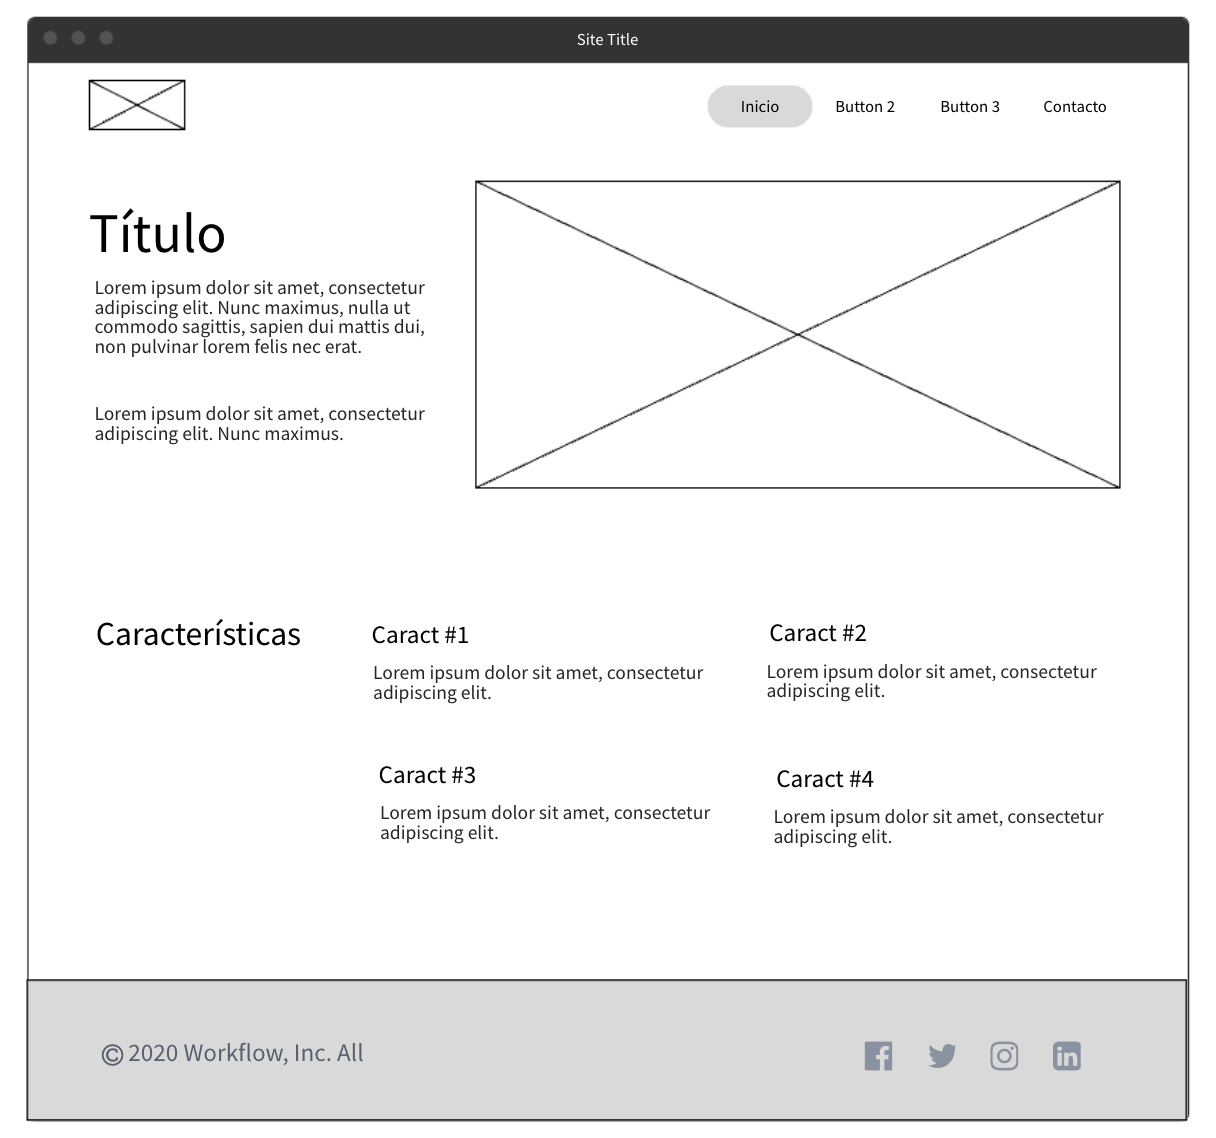 Site Title
Inicio
Button 2
Button 3
Contacto
Título
Lorem ipsum dolor sit amet, consectetur
adipiscing elit. Nunc maximus, nulla ut
commodo sagittis, sapien dui mattis dui,
non pulvinar lorem felis nec erat.
Lorem ipsum dolor sit amet, consectetur
adipiscing elit. Nunc maximus.
Características
Caract #1
Lorem ipsum dolor sit amet, consectetur
adipiscing elit.
Caract #2
Lorem ipsum dolor sit amet, consectetur
adipiscing elit.
Caract #3
Lorem ipsum dolor sit amet, consectetur
adipiscing elit.
Caract #4
Lorem ipsum dolor sit amet, consectetur
adipiscing elit.
© 2020 Workflow, Inc. All